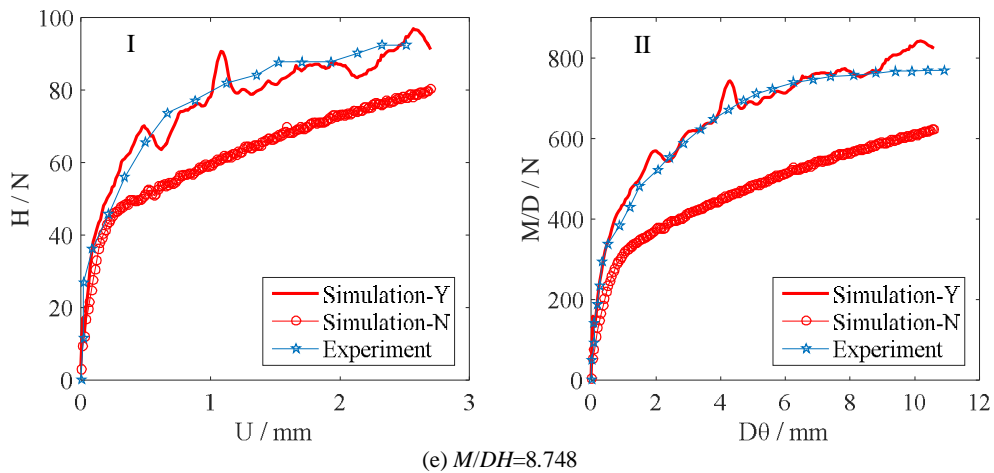 I
H / N
100
80
60
40
20
0
0 1 2 3
U / mm
Simulation-Y
Simulation-N
Experiment
II
M/D / N
800
600
400
200
0
0 2 4 6 8 10 12
Dθ / mm
Simulation-Y
Simulation-N
Experiment
(e) M/DH=8.748